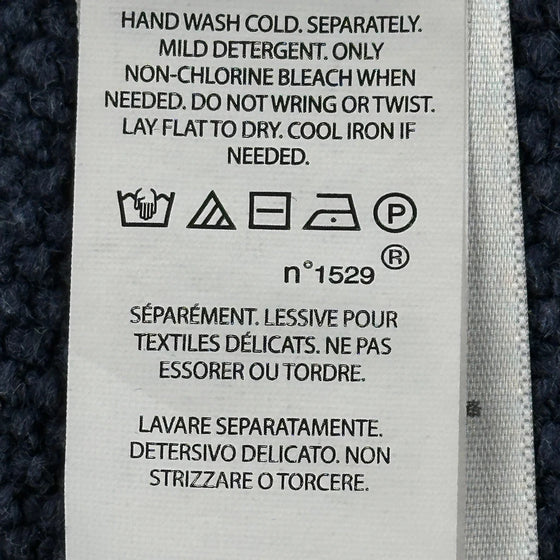 HAND WASH COLD. SEPARATELY.
MILD DETERGENT. ONLY
NON-CHLORINE BLEACH WHEN
NEEDED. DO NOT WRING OR TWIST.
LAY FLAT TO DRY. COOL IRON IF
NEEDED.
P
n°1529 ®
SÉPARÉMENT. LESSIVE POUR
TEXTILES DÉLICATS. NE PAS
ESSORER OU TORDRE.
LAVARE SEPARATAMENTE.
DETERSIVO DELICATO. NON
STRIZZARE O TORCERE.